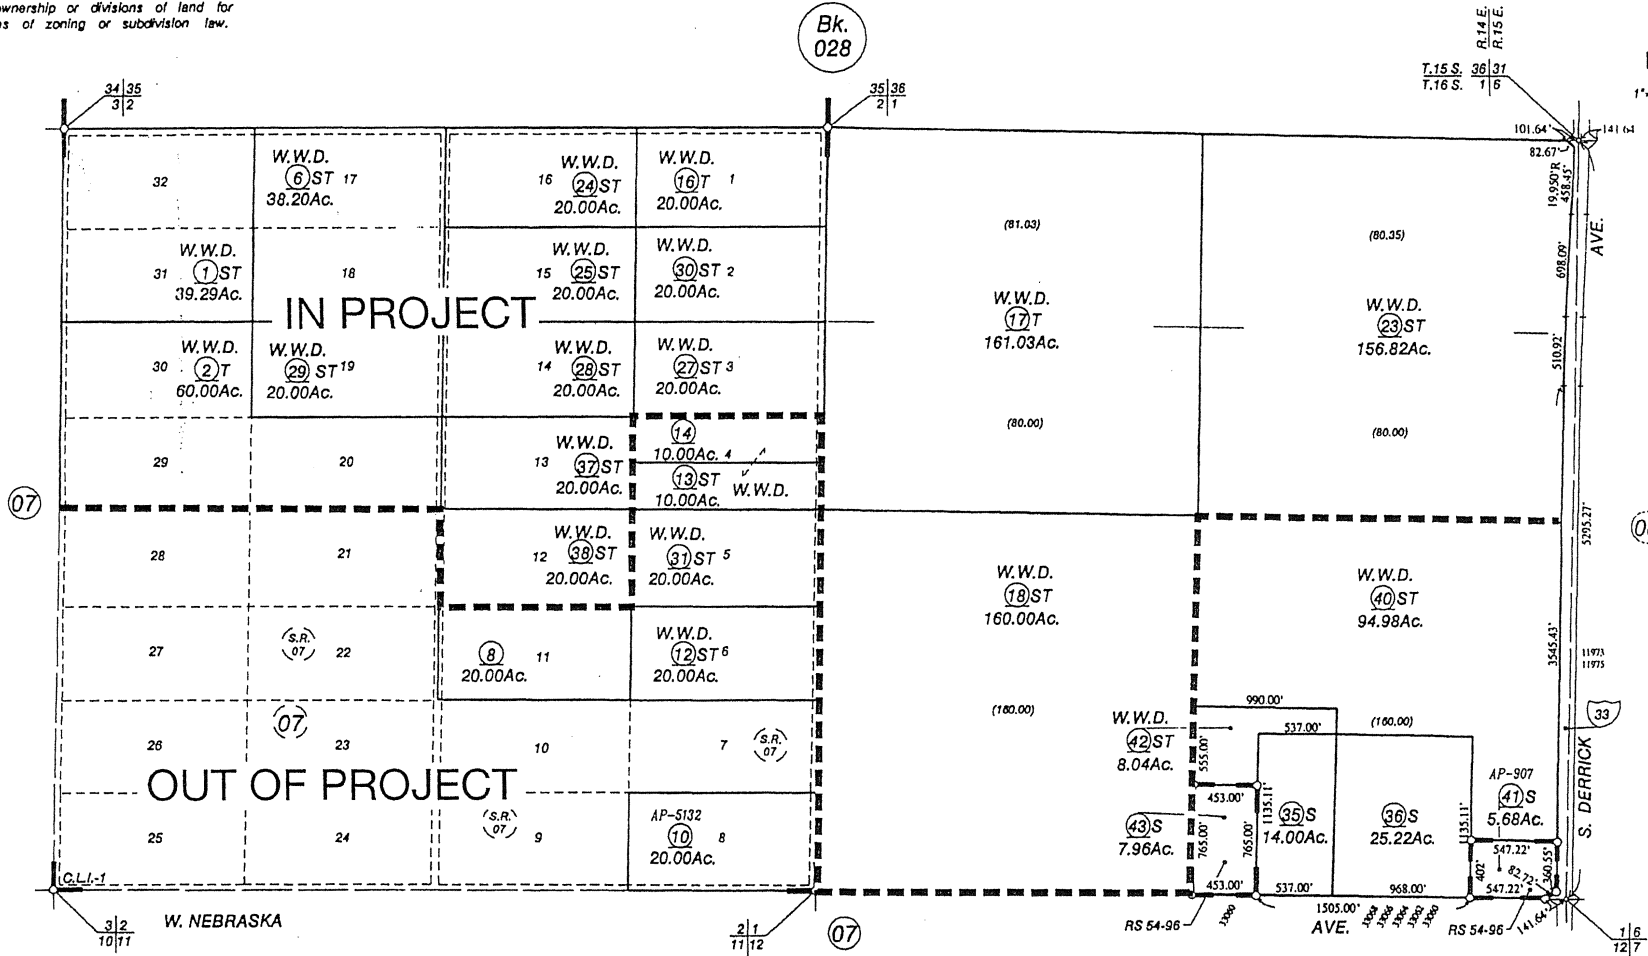 ownership or divisions of land for
ns of zoning or subdivision law.
Bk.
028
R.14 E.
R.15 E.
T.15 S. 36 31
T.16 S. 1 6
34 35
3 2
35 36
2 1
101.64'
141.64
82.67'
19,950'R
458.45'
AVE.
698.09'
510.92'
5295.27'
3545.43'
11973
11975
33
S. DERRICK
32
W.W.D.
6 ST 17
38.20Ac.
16
W.W.D.
24 ST
20.00Ac.
W.W.D.
16 T 1
20.00Ac.
31
W.W.D.
1 ST
39.29Ac.
18
15
W.W.D.
25 ST
20.00Ac.
W.W.D.
30 ST 2
20.00Ac.
IN PROJECT
30
W.W.D.
2 T
60.00Ac.
W.W.D.
29 ST 19
20.00Ac.
14
W.W.D.
28 ST
20.00Ac.
W.W.D.
27 ST 3
20.00Ac.
(81.03)
W.W.D.
17 T
161.03Ac.
(80.00)
(80.35)
W.W.D.
23 ST
156.82Ac.
(80.00)
29
20
13
W.W.D.
37 ST
20.00Ac.
14
10.00Ac. 4
13 ST
10.00Ac.
W.W.D.
07
28
21
12
W.W.D.
38 ST
20.00Ac.
W.W.D.
31 ST 5
20.00Ac.
W.W.D.
18 ST
160.00Ac.
(160.00)
W.W.D.
40 ST
94.98Ac.
(160.00)
27
S.R.
07
22
8
20.00Ac.
11
W.W.D.
12 ST 6
20.00Ac.
07
26
23
10
7
S.R.
07
OUT OF PROJECT
25
24
S.R.
07
9
AP-5132
10
20.00Ac.
8
990.00'
537.00'
W.W.D.
42 ST
8.04Ac.
555.00'
453.00'
43 S
7.96Ac.
765.00'
765.00'
1135.11'
35 S
14.00Ac.
36 S
25.22Ac.
1135.11'
AP-907
41 S
5.68Ac.
547.22'
402'
82.72'
360.55'
547.22'
453.00'
537.00'
968.00'
1505.00'
141.64'
RS 54-96
33090
AVE.
33068
33066
33064
33062
33060
RS 54-96
C.L.I.-1
3 2
10 11
W. NEBRASKA
2 1
11 12
07
1 6
12 7